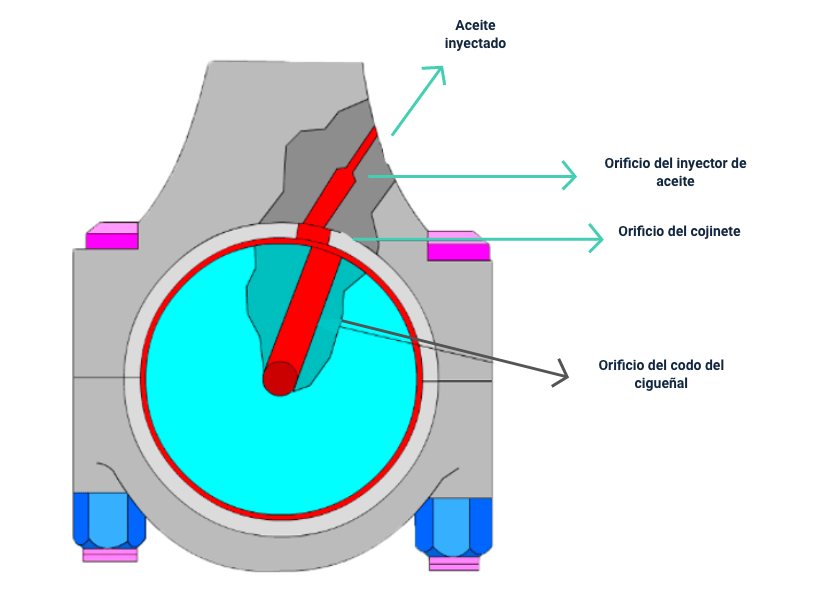 Aceite
inyectado
Orificio del inyector de
aceite
Orificio del cojinete
Orificio del codo del
cigueñal